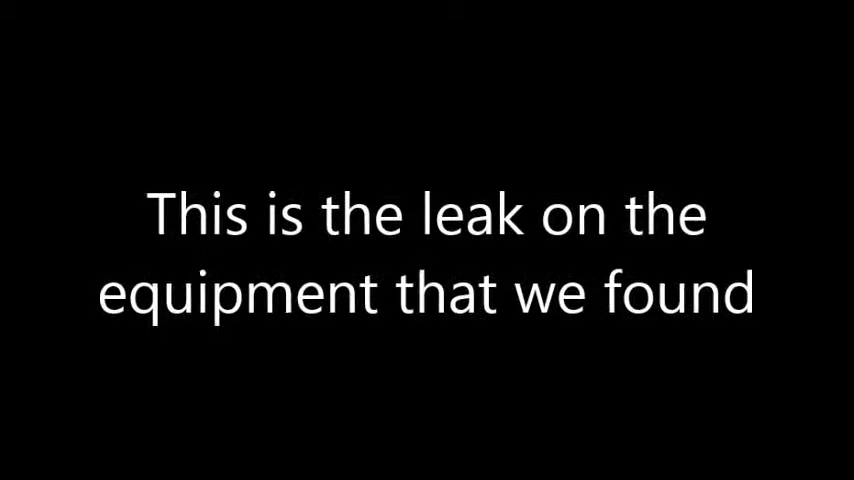 This is the leak on the
equipment that we found